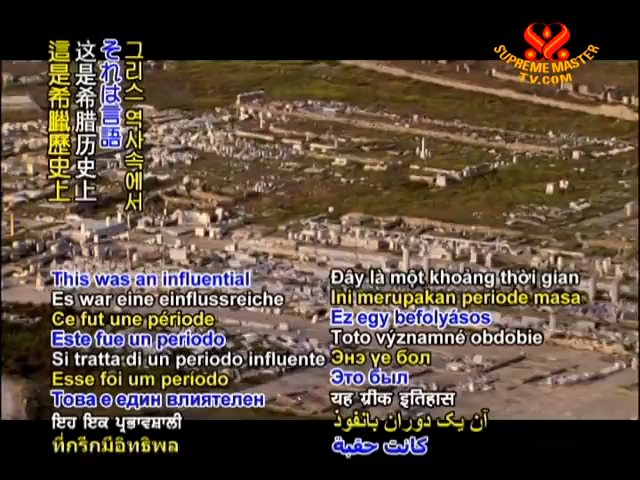 SUPREME MASTER
TV.COM
그리스 역사속에서
それは言語
这是希腊历史上
這是希臘歷史上
This was an influential
Es war eine einflussreiche
Ce fut une période
Este fue un periodo
Si tratta di un periodo influente
Esse foi um período
Това е един влиятелен
ਇਹ ਇਕ ਪ੍ਰਭਾਵਸ਼ਾਲੀ
ที่กรีกมีอิทธิพล
Đây là một khoảng thời gian
Ini merupakan periode masa
Ez egy befolyásos
Toto významné obdobie
Энэ үе бол
Это был
यह ग्रीक इतिहास
آن یک دوران بانفوذ
كانت حقبة